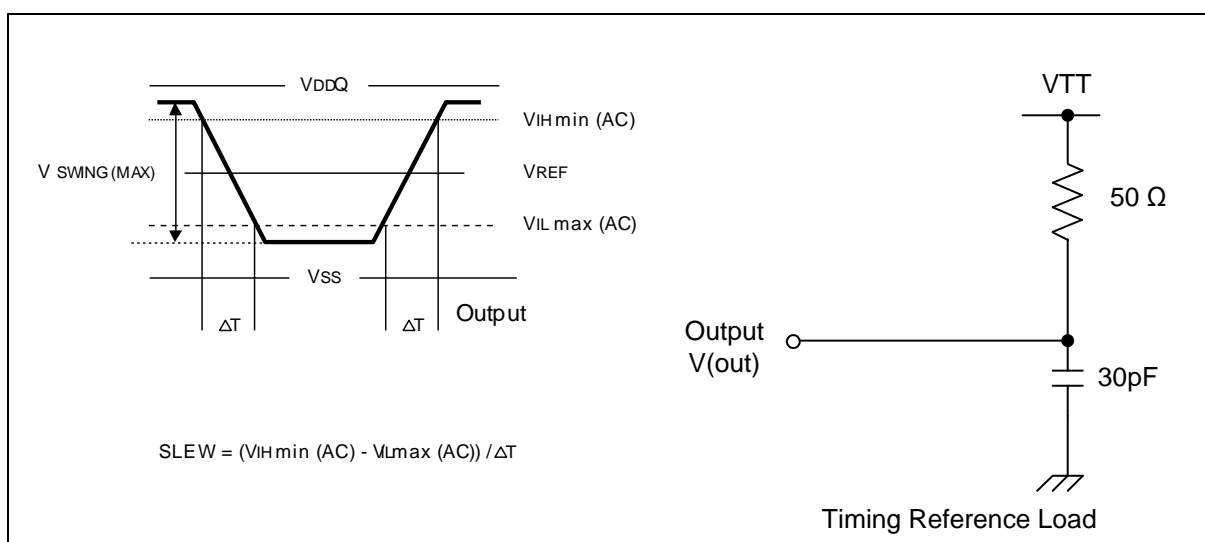 VDDQ
VIH min (AC)
V SWING (MAX)
VREF
VIL max (AC)
VSS
ΔT
ΔT
Output
SLEW = (VIH min (AC) - VILmax (AC)) / ΔT
VTT
50 Ω
Output
V(out)
30pF
Timing Reference Load